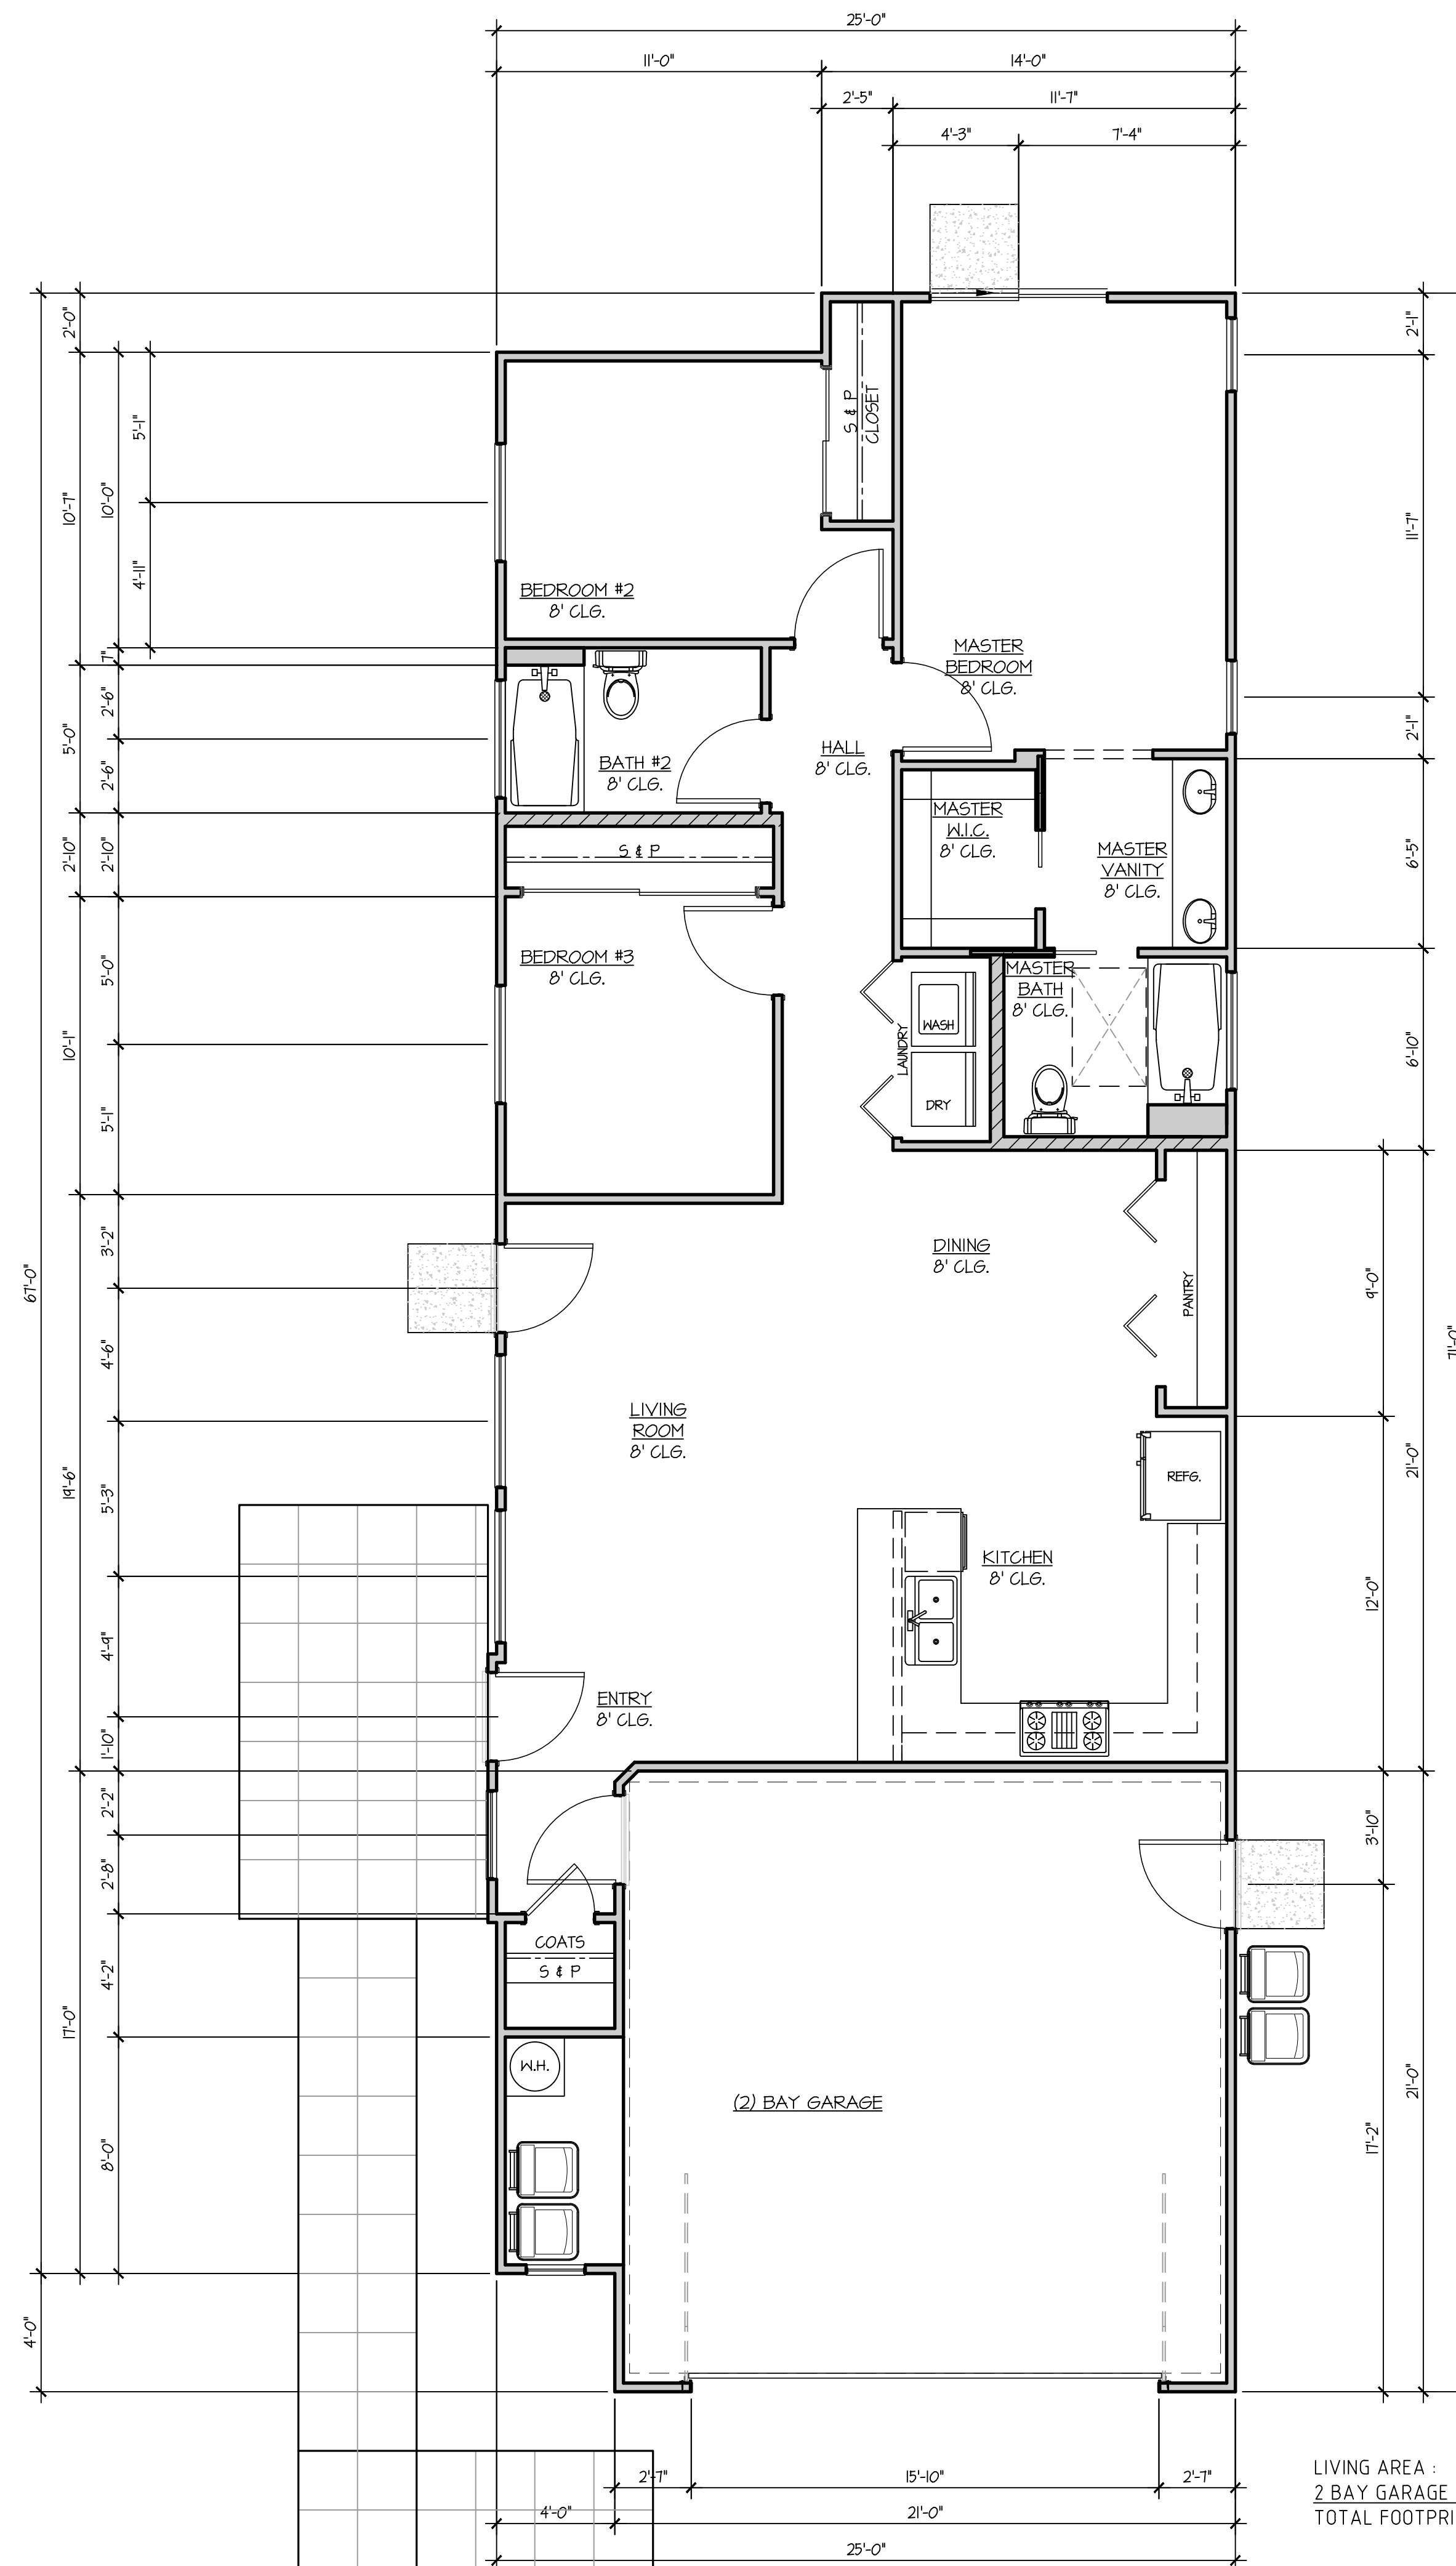 25'-0"
11'-0"
14'-0"
2'-5"
11'-7"
4'-3"
7'-4"
2'-0"
2'-1"
5'-1"
10'-7"
10'-0"
4'-11"
S & P
CLOSET
11'-7"
BEDROOM #2
8' CLG.
MASTER
BEDROOM
8' CLG.
7"
2'-6"
5'-0"
2'-6"
2'-1"
BATH #2
8' CLG.
HALL
8' CLG.
MASTER
W.I.C.
8' CLG.
MASTER
VANITY
8' CLG.
6'-5"
2'-10"
2'-10"
S & P
BEDROOM #3
8' CLG.
5'-0"
10'-1"
5'-1"
MASTER
BATH
8' CLG.
LAUNDRY
WASH
DRY
6'-10"
67'-0"
3'-2"
4'-6"
DINING
8' CLG.
PANTRY
9'-0"
71'-0"
LIVING
ROOM
8' CLG.
19'-6"
5'-3"
REFG.
21'-0"
KITCHEN
8' CLG.
12'-0"
4'-9"
ENTRY
8' CLG.
1'-10"
2'-2"
2'-8"
3'-10"
COATS
S & P
4'-2"
17'-0"
W.H.
(2) BAY GARAGE
8'-0"
21'-0"
17'-2"
4'-0"
2'-7"
15'-10"
2'-7"
4'-0"
21'-0"
25'-0"
LIVING AREA :
2 BAY GARAGE
TOTAL FOOTPRI